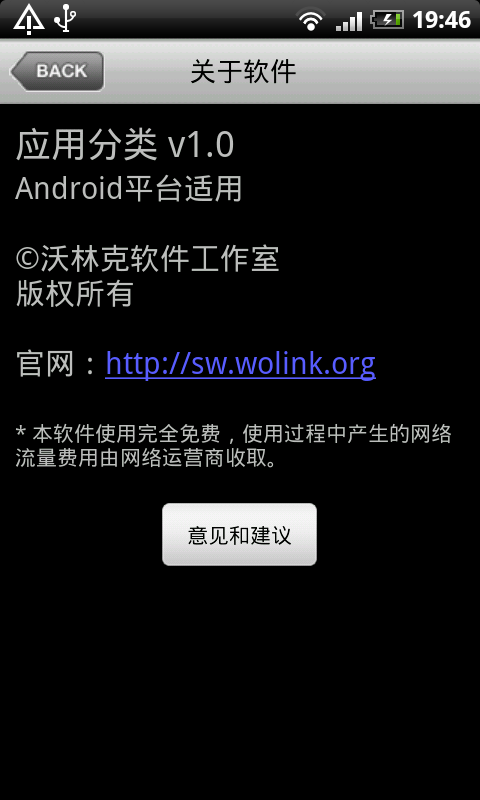 19:46
BACK
关于软件
应用分类 v1.0
Android平台适用
©沃林克软件工作室
版权所有
官网：http://sw.wolink.org
* 本软件使用完全免费，使用过程中产生的网络
流量费用由网络运营商收取。
意见和建议